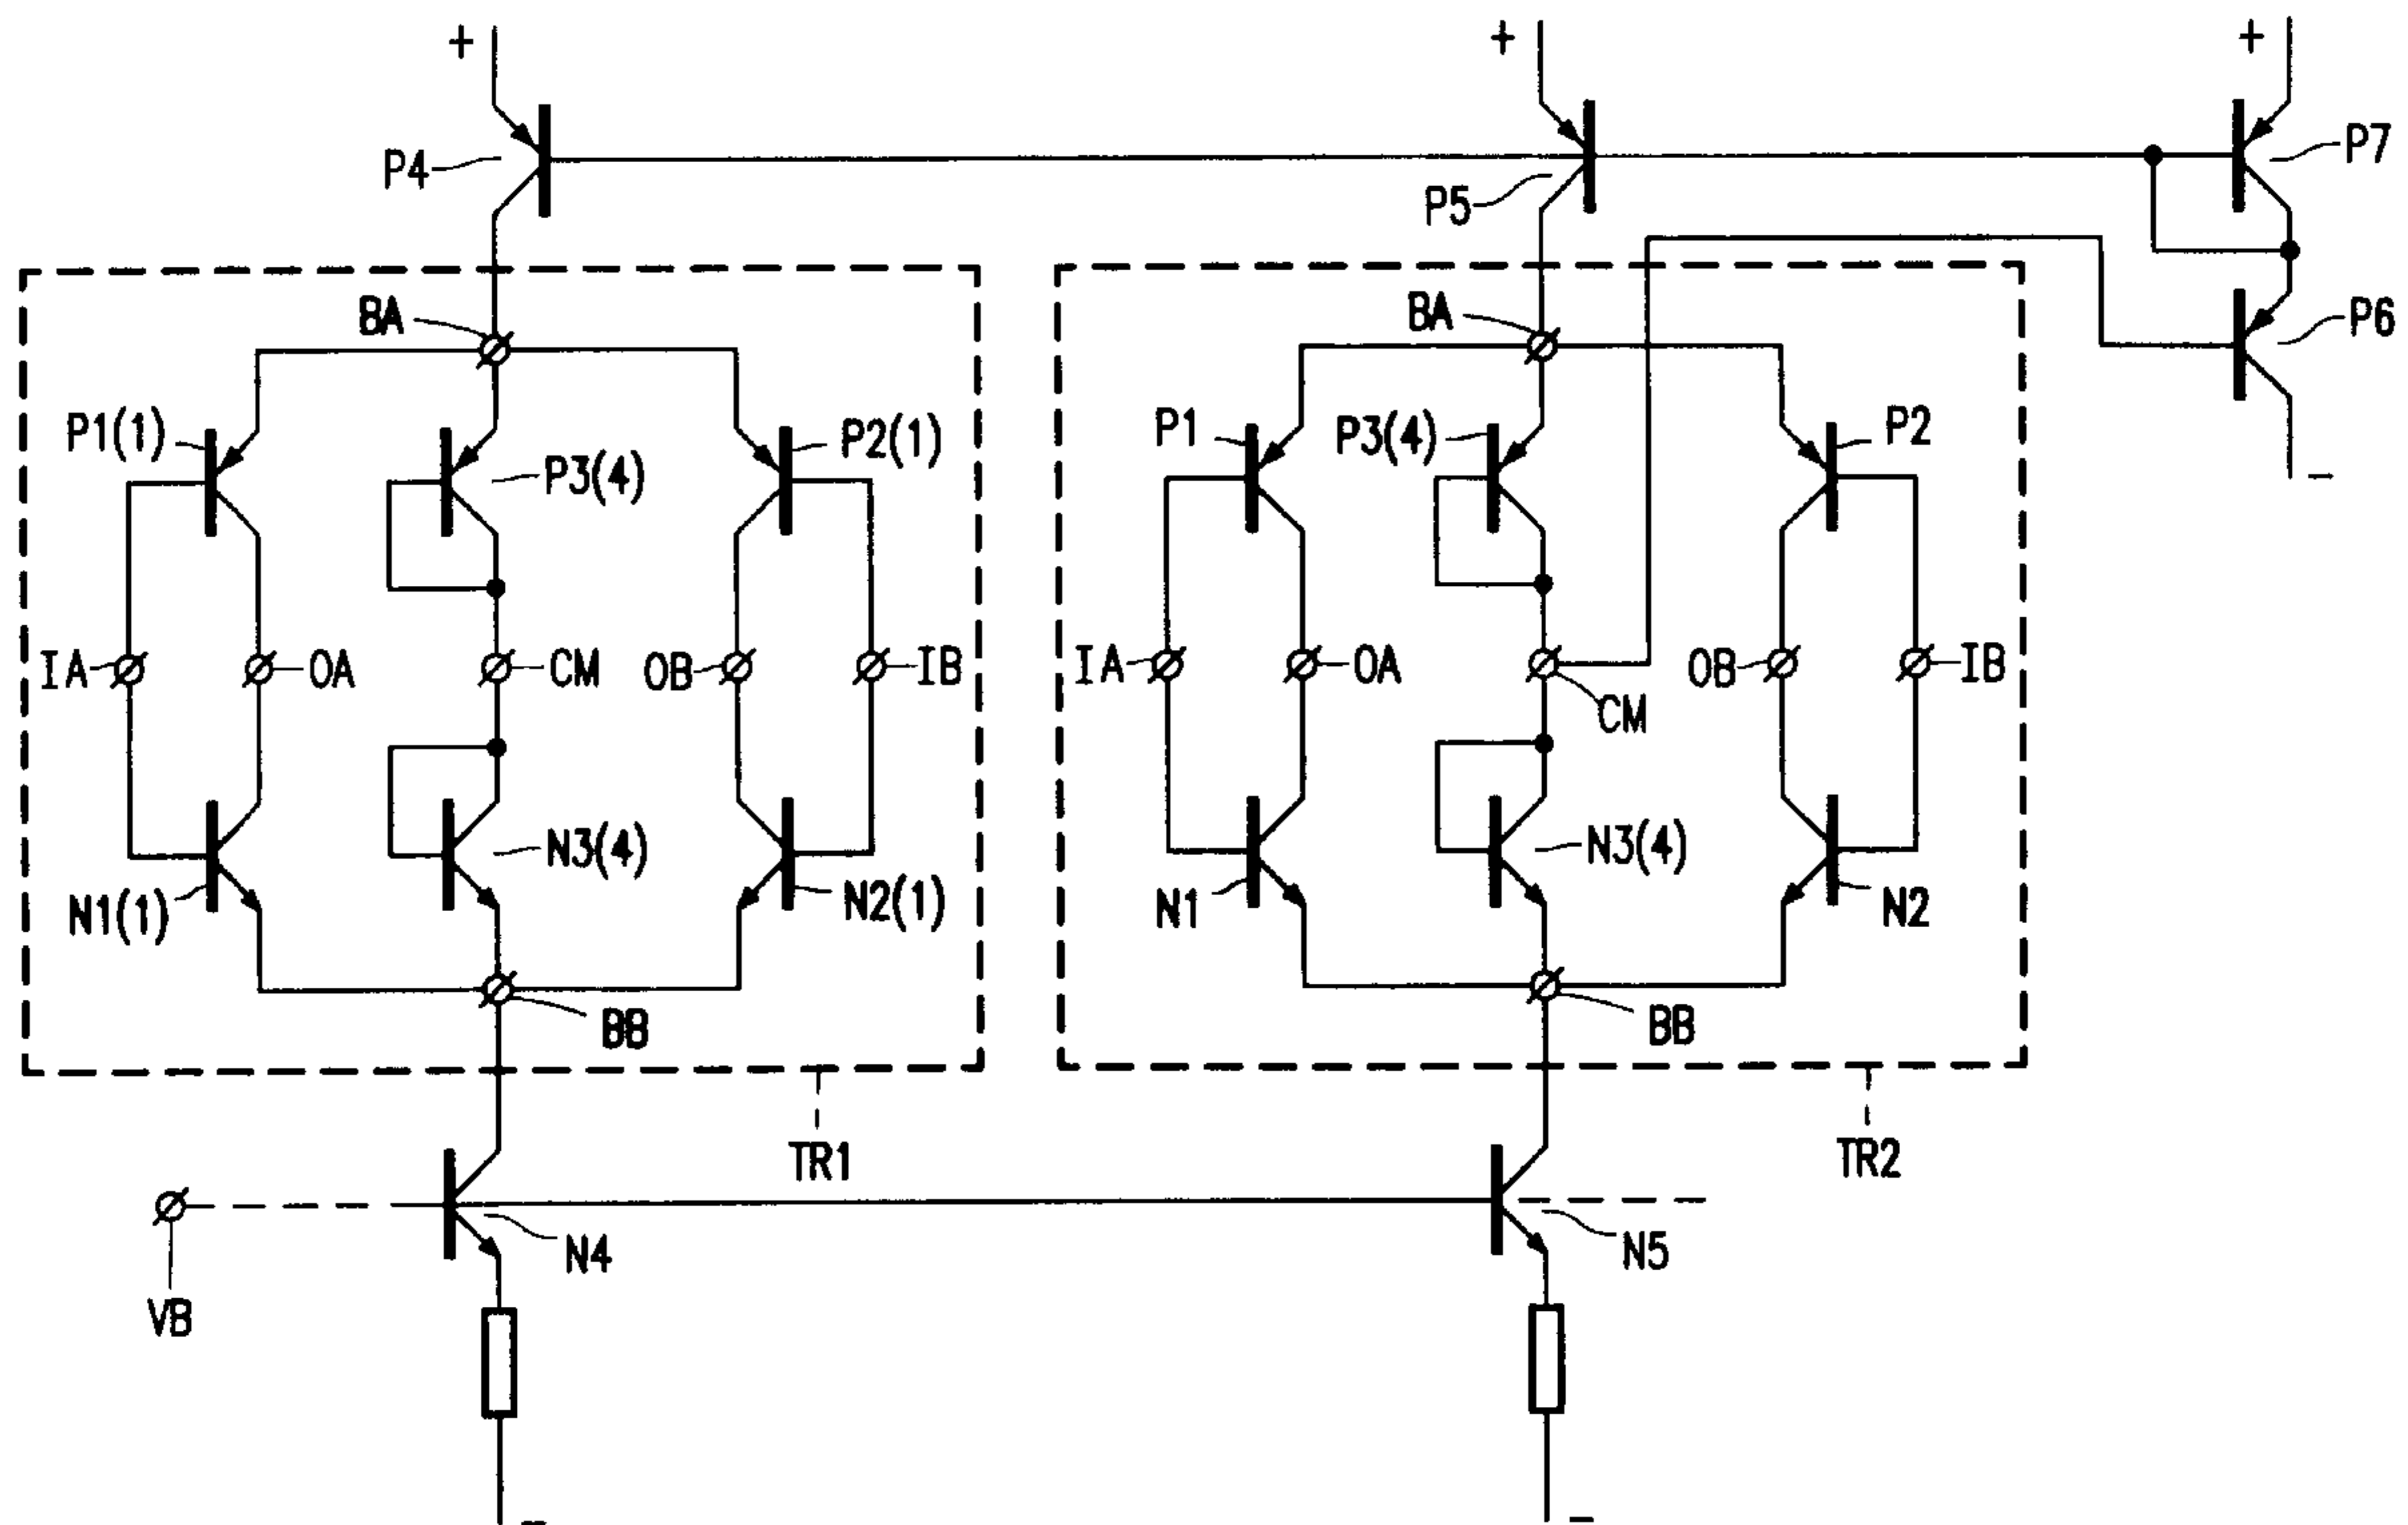 + + +
P4 P5 P7
P6
BA BA
P1(1) P3(4) P2(1) P1 P3(4) P2
-
IA OA CM OB IB IA OA CM OB IB
N1(1) N3(4) N2(1) N1 N3(4) N2
BB BB
TR1 TR2
VB N4 N5
- -